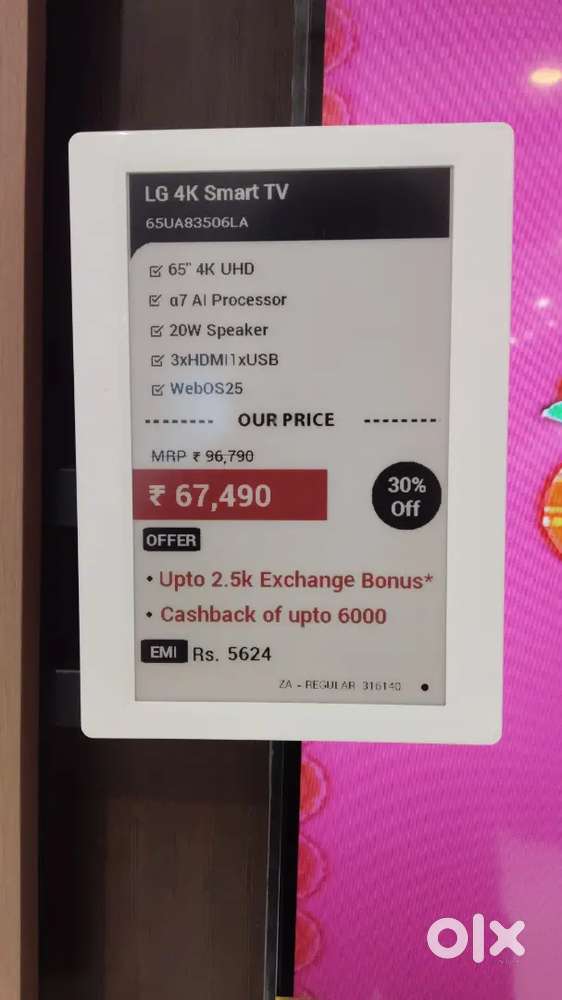 LG 4K Smart TV
65UA83506LA
65" 4K UHD
α7 AI Processor
20W Speaker
3xHDMI1xUSB
WebOS25
OUR PRICE
MRP ₹ 96,790
₹ 67,490
30%
Off
OFFER
• Upto 2.5k Exchange Bonus*
• Cashback of upto 6000
EMI Rs. 5624
ZA - REGULAR 316140
olx